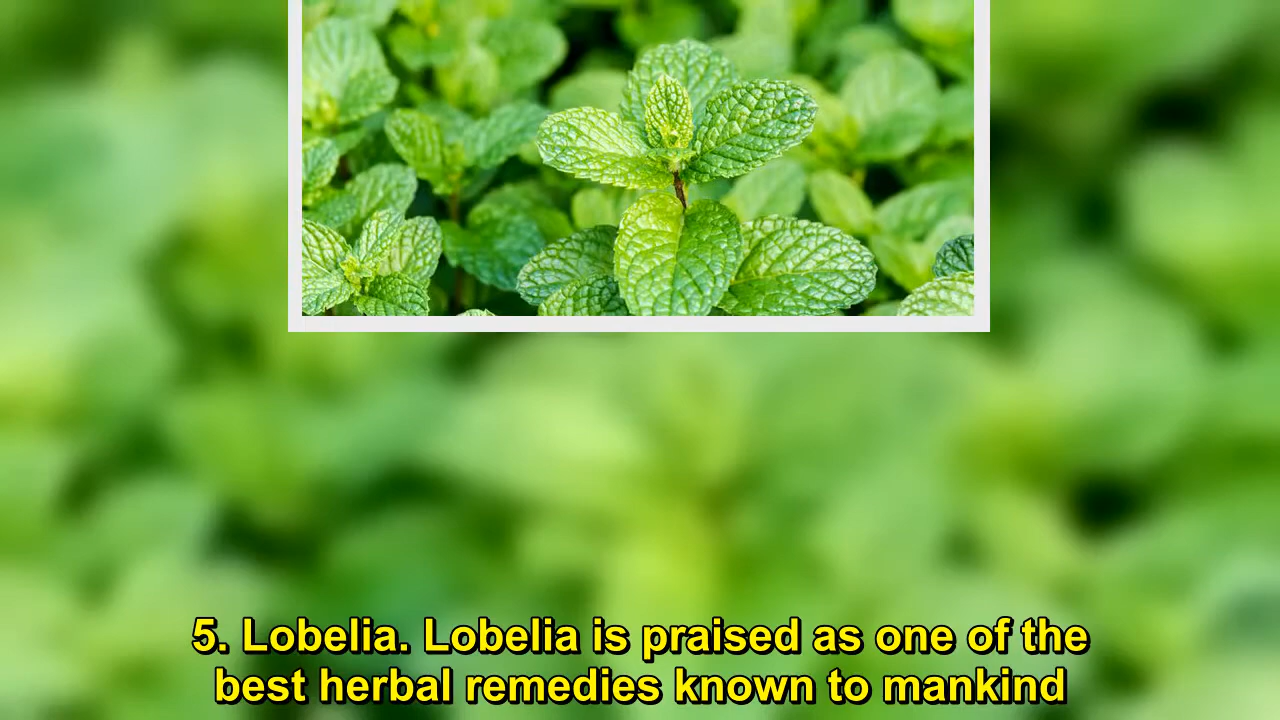 5. Lobelia. Lobelia is praised as one of the
best herbal remedies known to mankind